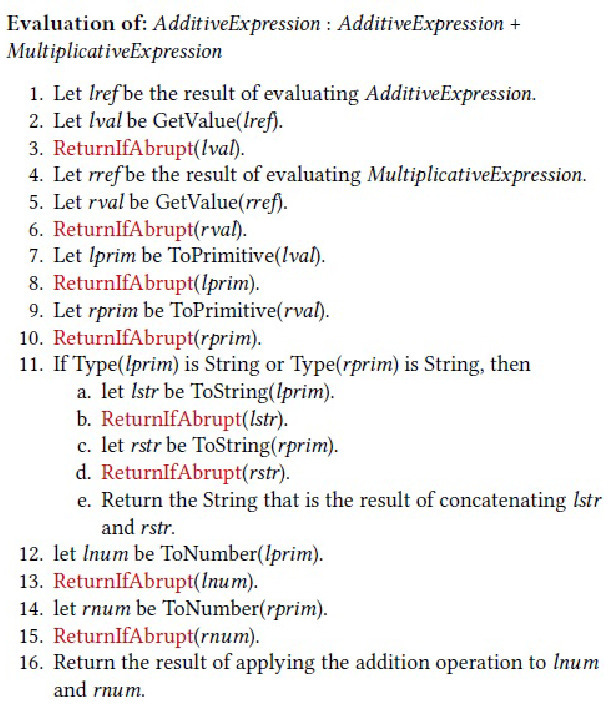 Evaluation of: AdditiveExpression : AdditiveExpression +
MultiplicativeExpression
1. Let lref be the result of evaluating AdditiveExpression.
2. Let lval be GetValue(lref).
3. ReturnIfAbrupt(lval).
4. Let rref be the result of evaluating MultiplicativeExpression.
5. Let rval be GetValue(rref).
6. ReturnIfAbrupt(rval).
7. Let lprim be ToPrimitive(lval).
8. ReturnIfAbrupt(lprim).
9. Let rprim be ToPrimitive(rval).
10. ReturnIfAbrupt(rprim).
11. If Type(lprim) is String or Type(rprim) is String, then
a. let lstr be ToString(lprim).
b. ReturnIfAbrupt(lstr).
c. let rstr be ToString(rprim).
d. ReturnIfAbrupt(rstr).
e. Return the String that is the result of concatenating lstr
and rstr.
12. let lnum be ToNumber(lprim).
13. ReturnIfAbrupt(lnum).
14. let rnum be ToNumber(rprim).
15. ReturnIfAbrupt(rnum).
16. Return the result of applying the addition operation to lnum
and rnum.